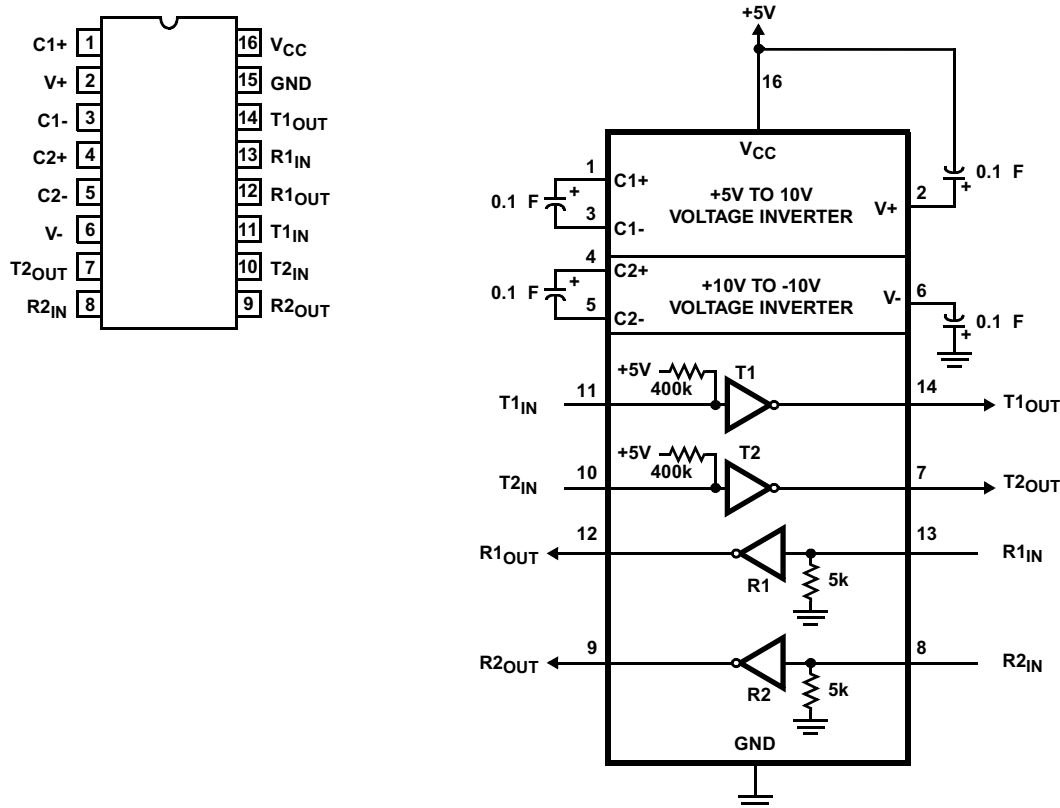 C1+ 1 16 VCC
V+ 2 15 GND
C1- 3 14 T1OUT
C2+ 4 13 R1IN
C2- 5 12 R1OUT
V- 6 11 T1IN
T2OUT 7 10 T2IN
R2IN 8 9 R2OUT
+5V
16
VCC
1
C1+
+
0.1 F
3
C1-
+5V TO 10V
VOLTAGE INVERTER
V+
2
+
0.1 F
4
C2+
+
0.1 F
5
C2-
+10V TO -10V
VOLTAGE INVERTER
V-
6
+
0.1 F
+5V
400k
T1
T1IN
11
14
T1OUT
+5V
400k
T2
T2IN
10
7
T2OUT
R1OUT
12
13
R1IN
R1
5k
R2OUT
9
8
R2IN
R2
5k
GND